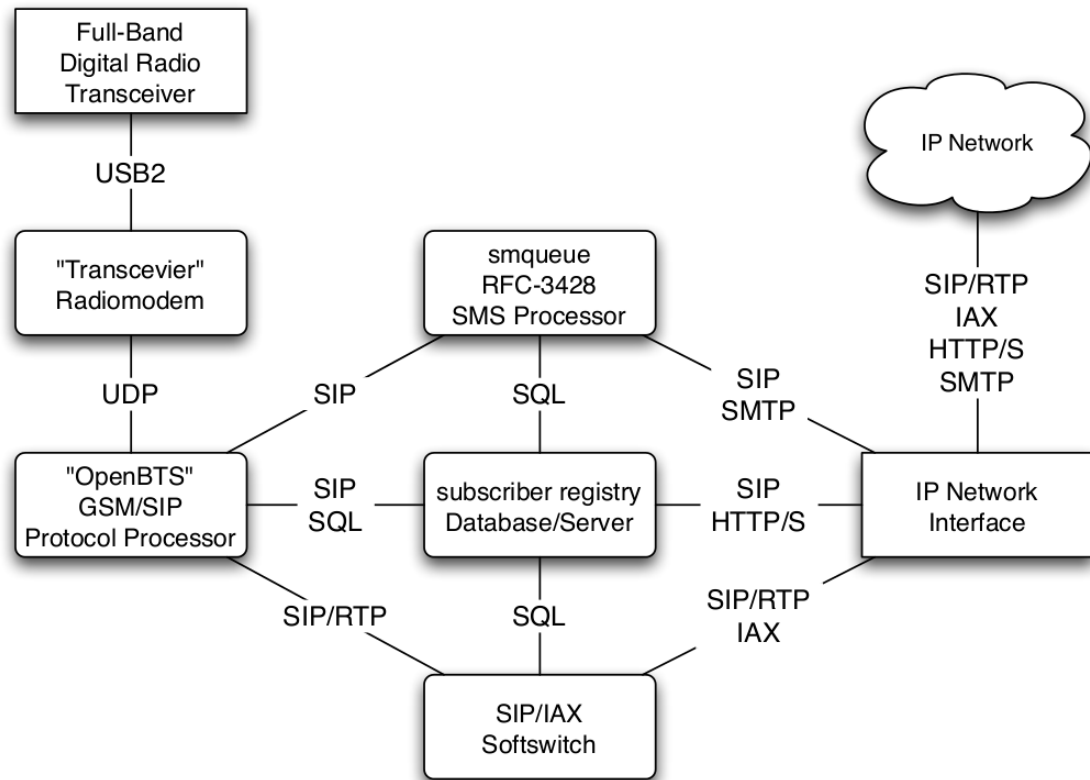 Full-Band
Digital Radio
Transceiver
USB2
"Transcevier"
Radiomodem
UDP
"OpenBTS"
GSM/SIP
Protocol Processor
SIP
SIP
SQL
SIP/RTP
smqueue
RFC-3428
SMS Processor
SQL
subscriber registry
Database/Server
SQL
SIP/IAX
Softswitch
SIP
SMTP
SIP
HTTP/S
SIP/RTP
IAX
IP Network
SIP/RTP
IAX
HTTP/S
SMTP
IP Network
Interface